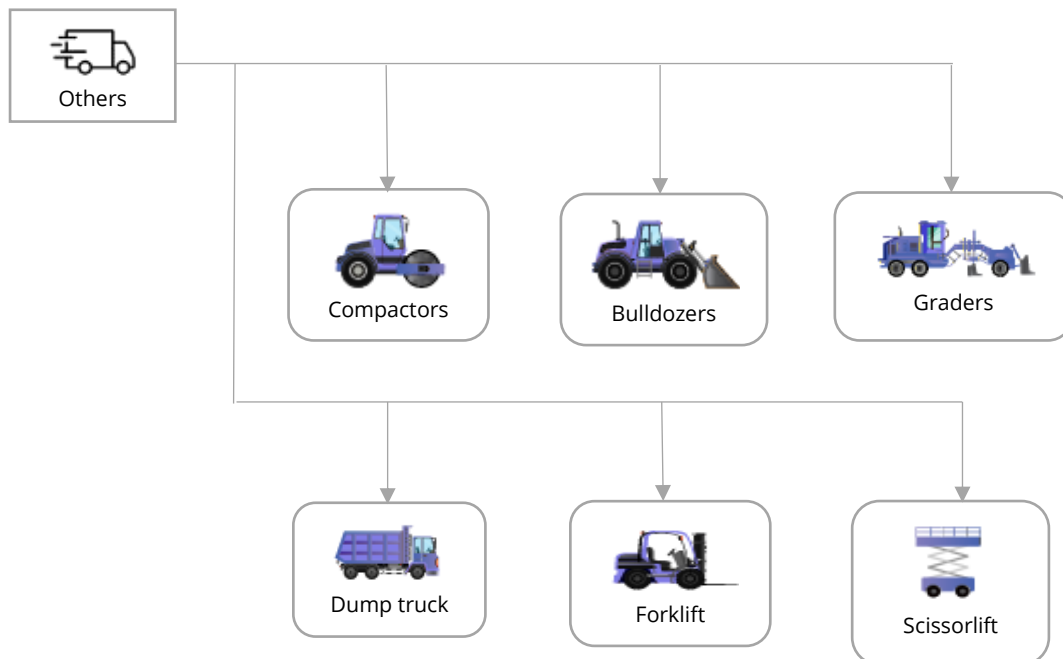 Others
Compactors
Bulldozers
Graders
Dump truck
Forklift
Scissorlift